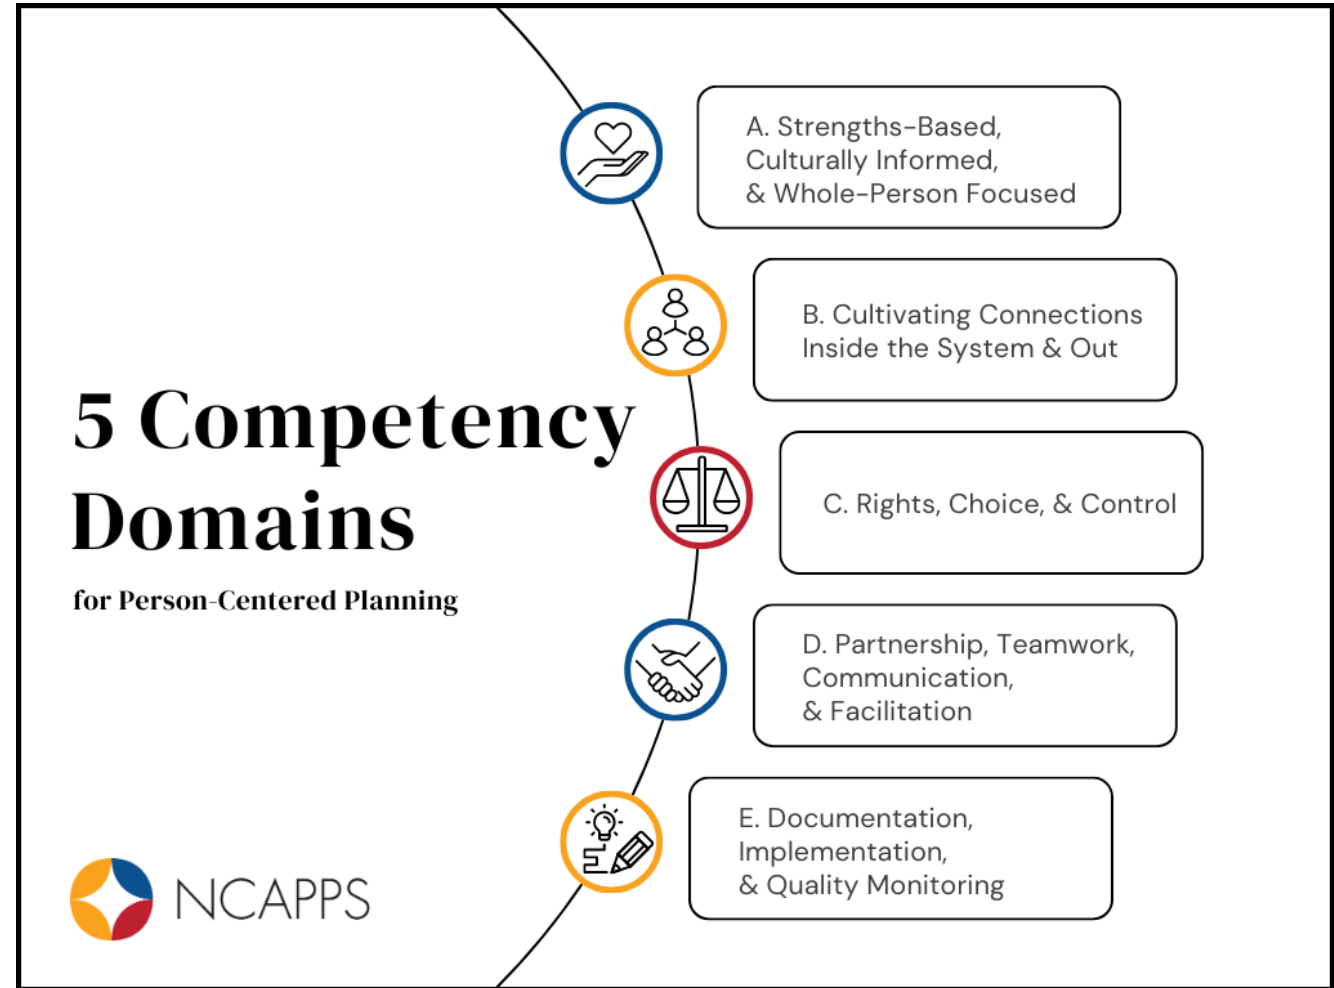 5 Competency
Domains
for Person-Centered Planning
A. Strengths-Based,
Culturally Informed,
& Whole-Person Focused
B. Cultivating Connections
Inside the System & Out
C. Rights, Choice, & Control
D. Partnership, Teamwork,
Communication,
& Facilitation
E. Documentation,
Implementation,
& Quality Monitoring
NCAPPS